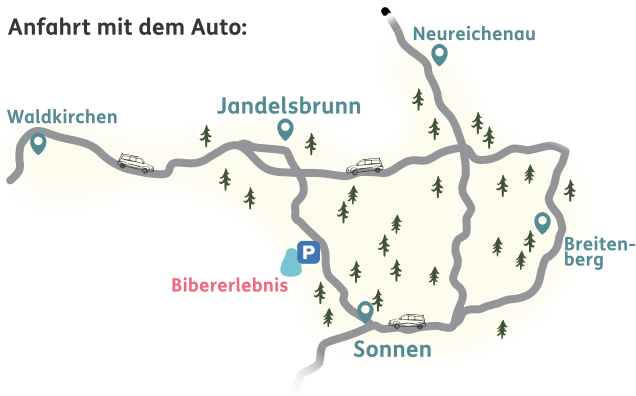 Anfahrt mit dem Auto:
Neureichenau
Jandelsbrunn
Waldkirchen
Breiten-
berg
P
Bibererlebnis
Sonnen